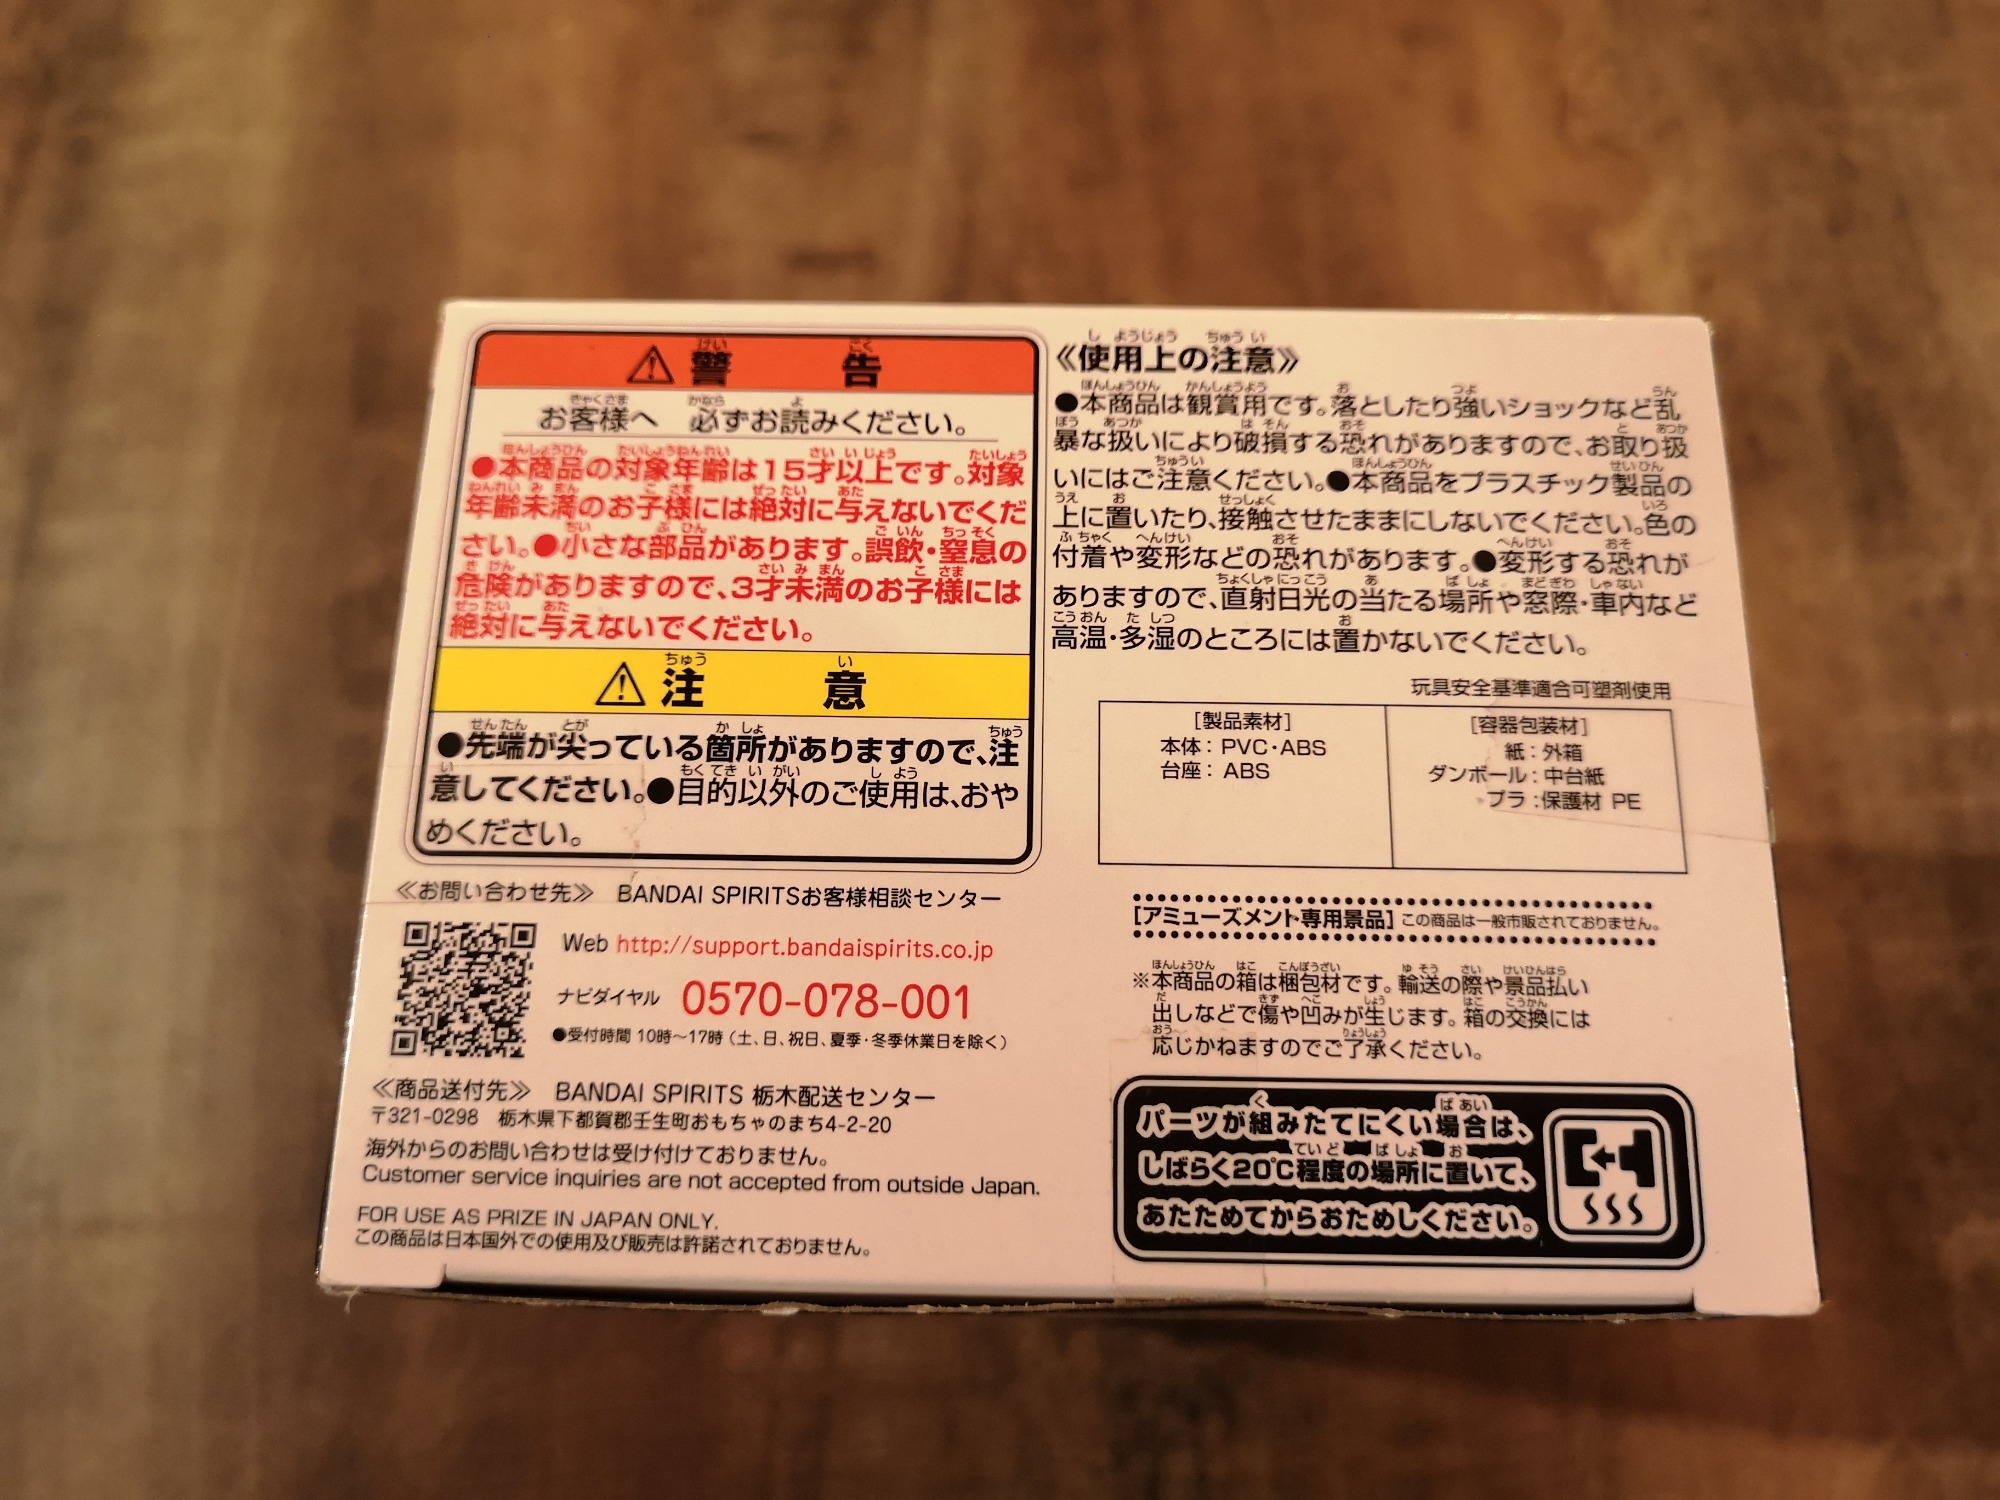 警告
お客様へ 必ずお読みください。
●本商品の対象年齢は15才以上です。対象
年齢未満のお子様には絶対に与えないでくだ
さい。●小さな部品があります。誤飲・窒息の
危険がありますので、3才未満のお子様には
絶対に与えないでください。
注意
●先端が尖っている箇所がありますので、注
意してください。●目的以外のご使用は、おや
めください。
≪お問い合わせ先≫ BANDAI SPIRITSお客様相談センター
Web http://support.bandaispirits.co.jp
ナビダイヤル 0570-078-001
●受付時間 10時～17時（土、日、祝日、夏季・冬季休業日を除く）
≪商品送付先≫ BANDAI SPIRITS 栃木配送センター
〒321-0298 栃木県下都賀郡壬生町おもちゃのまち4-2-20
海外からのお問い合わせは受け付けておりません。
Customer service inquiries are not accepted from outside Japan.
FOR USE AS PRIZE IN JAPAN ONLY.
この商品は日本国外での使用及び販売は許諾されておりません。
《使用上の注意》
●本商品は観賞用です。落としたり強いショックなど乱
暴な扱いにより破損する恐れがありますので、お取り扱
いにはご注意ください。●本商品をプラスチック製品の
上に置いたり、接触させたままにしないでください。色の
付着や変形などの恐れがあります。●変形する恐れが
ありますので、直射日光の当たる場所や窓際・車内など
高温・多湿のところには置かないでください。
玩具安全基準適合可塑剤使用
［製品素材］
本体：PVC・ABS
台座：ABS
［容器包装材］
紙：外箱
ダンボール：中台紙
プラ：保護材 PE
［アミューズメント専用景品］この商品は一般市販されておりません。
※本商品の箱は梱包材です。輸送の際や景品払い
出しなどで傷や凹みが生じます。箱の交換には
応じかねますのでご了承ください。
パーツが組みたてにくい場合は、
しばらく20℃程度の場所に置いて、
あたためてからおためしください。